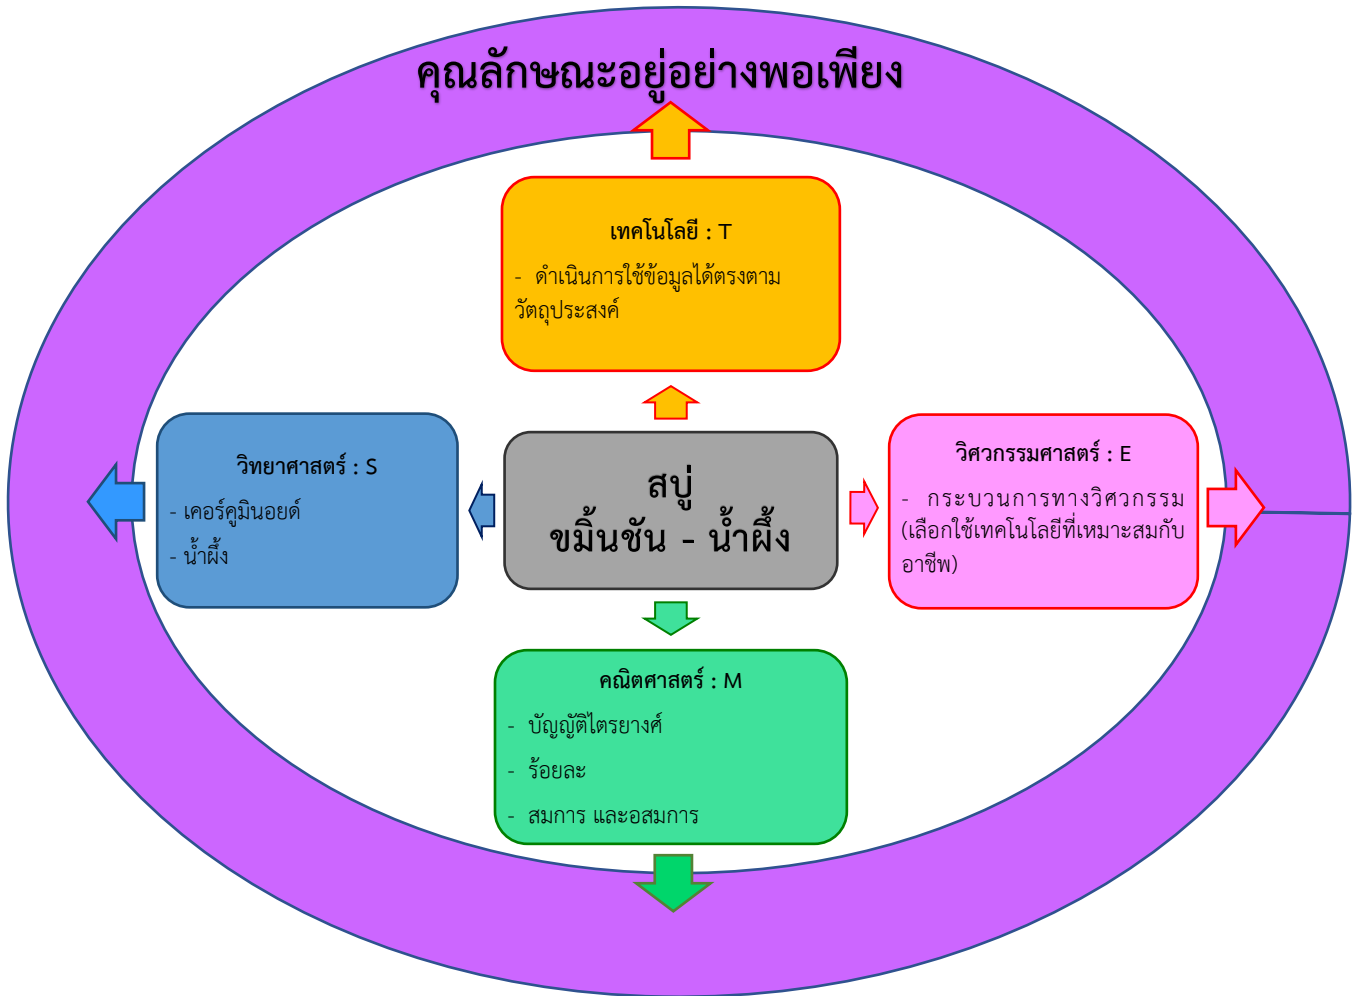 คุณลักษณะอยู่อย่างพอเพียง
เทคโนโลยี : T
- ดำเนินการใช้ข้อมูลได้ตรงตาม
วัตถุประสงค์
วิทยาศาสตร์ : S
- เคอร์คูมินอยด์
- น้ำผึ้ง
สบู่
ขมิ้นชัน - น้ำผึ้ง
วิศวกรรมศาสตร์ : E
- กระบวนการทางวิศวกรรม
(เลือกใช้เทคโนโลยีที่เหมาะสมกับ
อาชีพ)
คณิตศาสตร์ : M
- บัญญัติไตรยางศ์
- ร้อยละ
- สมการ และอสมการ